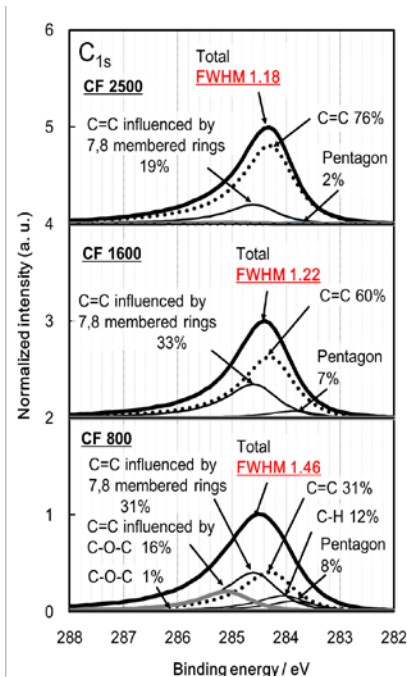 6
C1s
CF 2500
Total
FWHM 1.18
C=C influenced by
7,8 membered rings
19%
C=C 76%
Pentagon
2%
5
4
CF 1600
Total
FWHM 1.22
C=C influenced by
7,8 membered rings
33%
C=C 60%
Pentagon
7%
3
2
CF 800
Total
FWHM 1.46
C=C influenced by
7,8 membered rings
31%
C=C influenced by
C-O-C 16%
C-O-C 1%
C=C 31%
C-H 12%
Pentagon
8%
1
0
Normalized intensity (a. u.)
288 287 286 285 284 283 282
Binding energy / eV